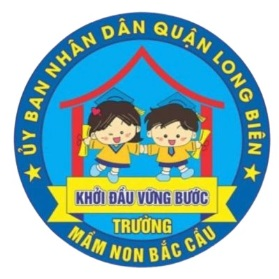 ★ ỦY BAN NHÂN DÂN QUẬN LONG BIÊN ★
KHỞI ĐẦU VỮNG BƯỚC
TRƯỜNG
MẦM NON BẮC CẦU